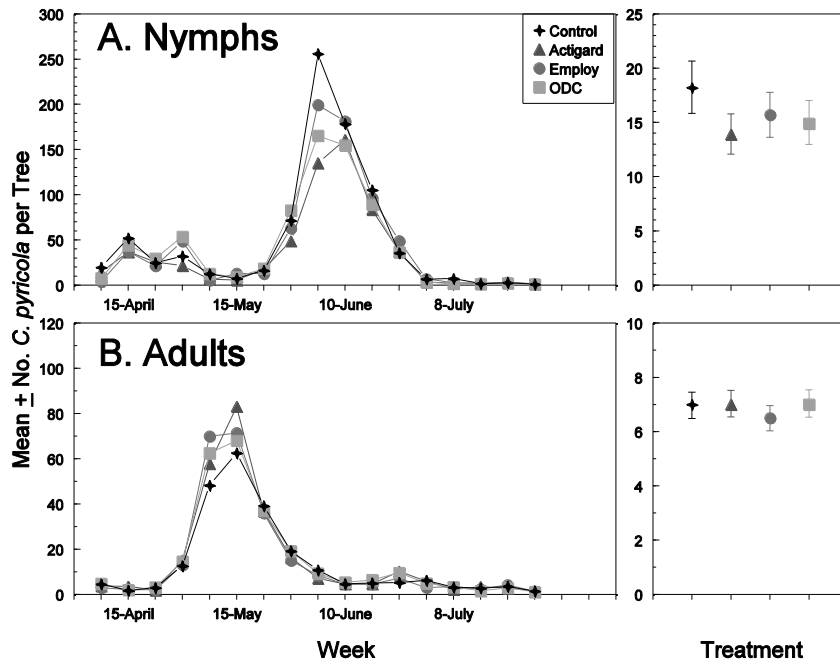 Mean ± No. C. pyricola per Tree
A. Nymphs
300
250
200
150
100
50
0
15-April
15-May
10-June
8-July
Control
Actigard
Employ
ODC
25
20
15
10
5
0
B. Adults
120
100
80
60
40
20
0
15-April
15-May
10-June
8-July
Week
10
8
6
4
2
0
Treatment